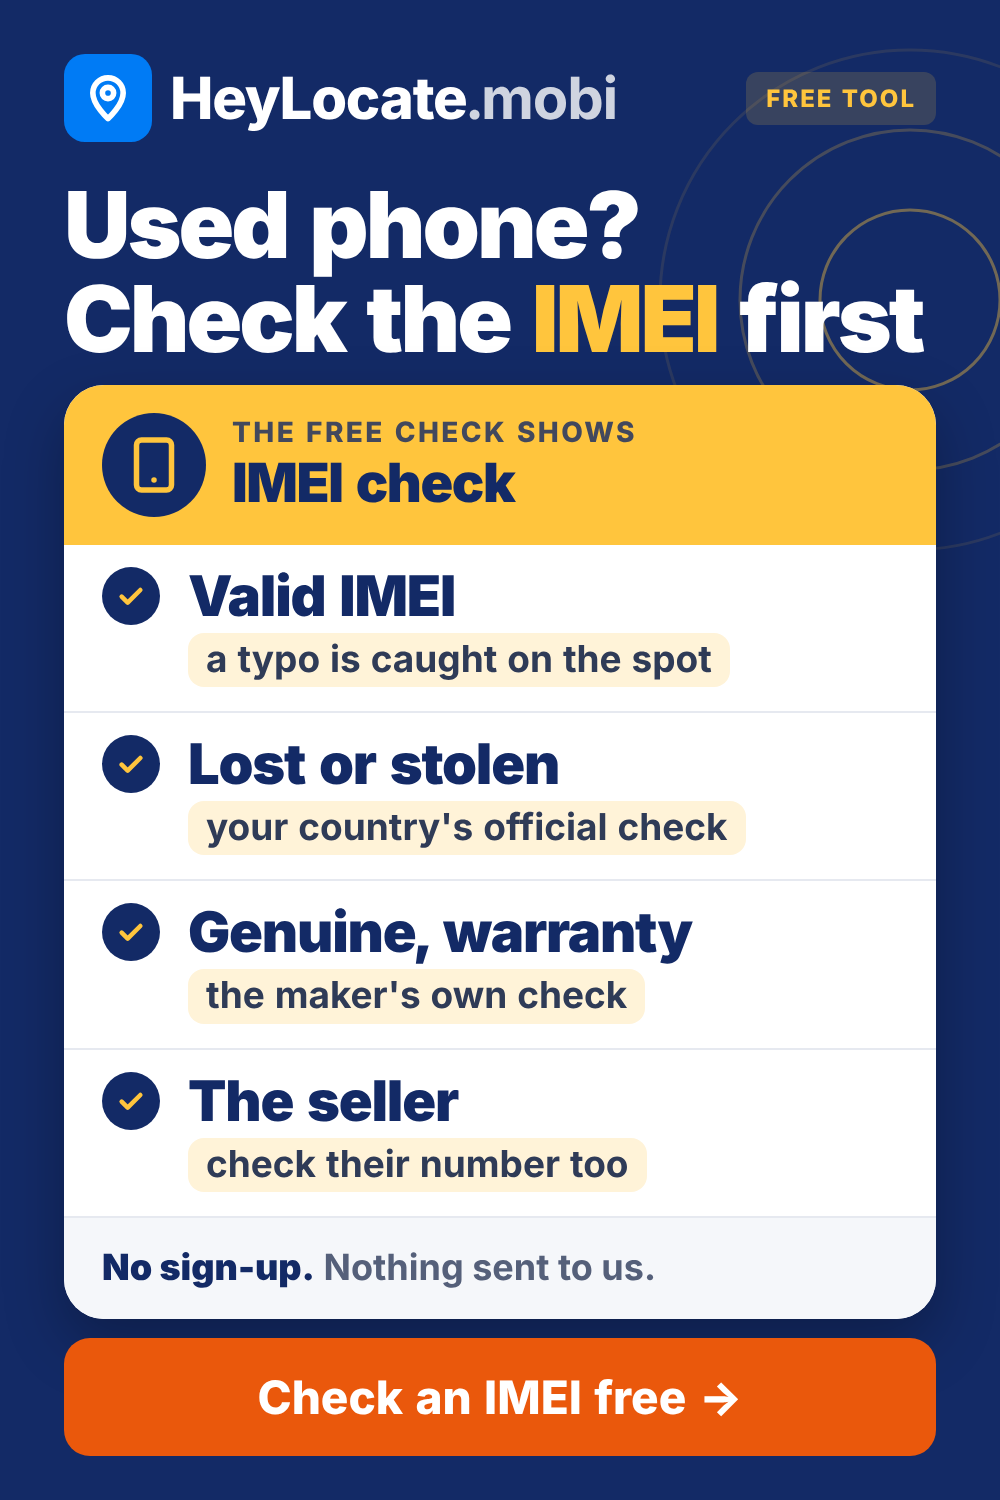 HeyLocate.mobi
FREE TOOL
Used phone?
Check the IMEI first
THE FREE CHECK SHOWS
IMEI check
Valid IMEI
a typo is caught on the spot
Lost or stolen
your country's official check
Genuine, warranty
the maker's own check
The seller
check their number too
No sign-up. Nothing sent to us.
Check an IMEI free →